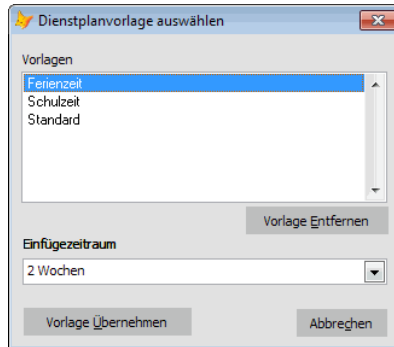 Dienstplanvorlage auswählen
Vorlagen
Ferienzeit
Schulzeit
Standard
Vorlage Entfernen
Einfügezeitraum
2 Wochen
Vorlage Übernehmen
Abbrechen